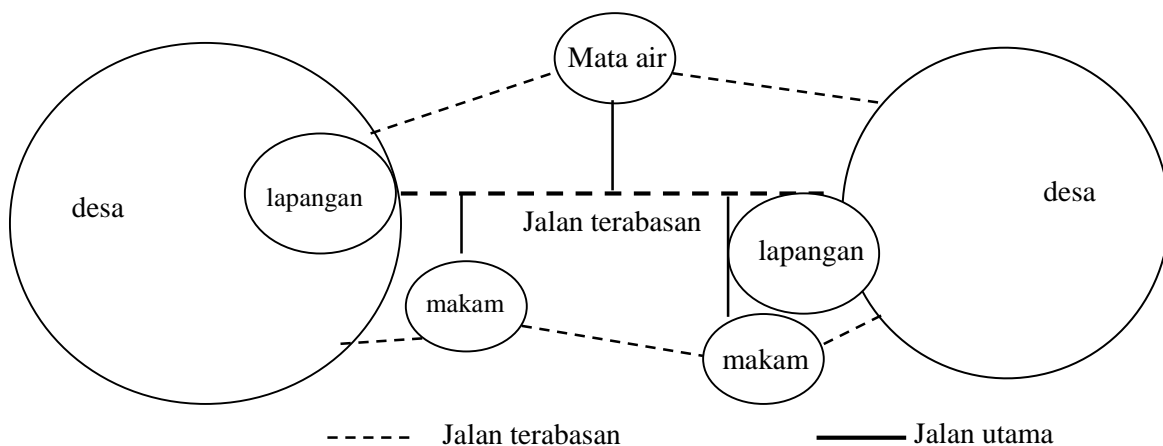 Mata air
desa
lapangan
desa
Jalan terabasan
lapangan
makam
makam
Jalan terabasan
Jalan utama